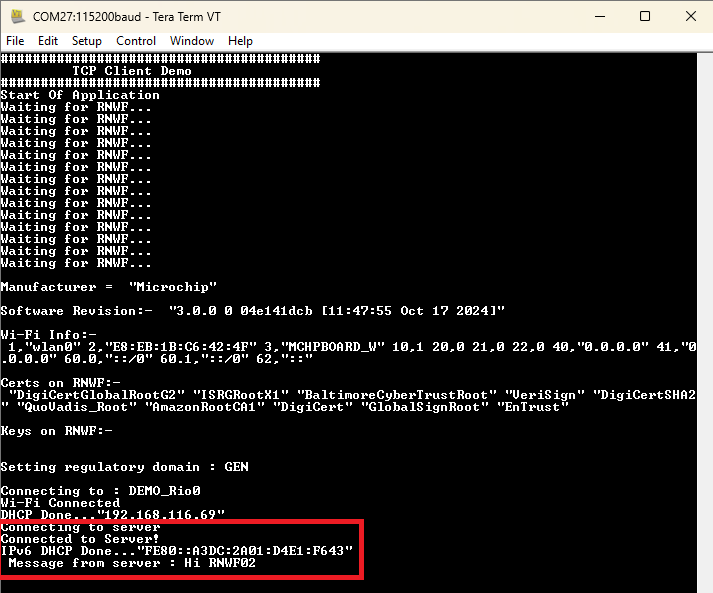 COM27:115200baud - Tera Term VT
File Edit Setup Control Window Help
########################################
TCP Client Demo
########################################
Start Of Application
Waiting for RNWF...
Waiting for RNWF...
Waiting for RNWF...
Waiting for RNWF...
Waiting for RNWF...
Waiting for RNWF...
Waiting for RNWF...
Waiting for RNWF...
Waiting for RNWF...
Waiting for RNWF...
Waiting for RNWF...
Waiting for RNWF...
Waiting for RNWF...
Waiting for RNWF...
Manufacturer = "Microchip"
Software Revision:- "3.0.0 0 04e141dcb [11:47:55 Oct 17 2024]"
Wi-Fi Info:-
1,"wlan0" 2,"E8:EB:1B:C6:42:4F" 3,"MCHPBOARD_W" 10,1 20,0 21,0 22,0 40,"0.0.0.0" 41,"0
.0.0.0" 60.0,"::/0" 60.1,"::/0" 62,"::"
Certs on RNWF:-
"DigiCertGlobalRootG2" "ISRGRootX1" "BaltimoreCyberTrustRoot" "VeriSign" "DigiCertSHA2
" "QuoVadis_Root" "AmazonRootCA1" "DigiCert" "GlobalSignRoot" "EnTrust"
Keys on RNWF:-
Setting regulatory domain : GEN
Connecting to : DEMO_Rio0
Wi-Fi Connected
DHCP Done..."192.168.116.69"
Connecting to server
Connected to Server!
IPv6 DHCP Done..."FE80::A3DC:2A01:D4E1:F643"
Message from server : Hi RNWF02